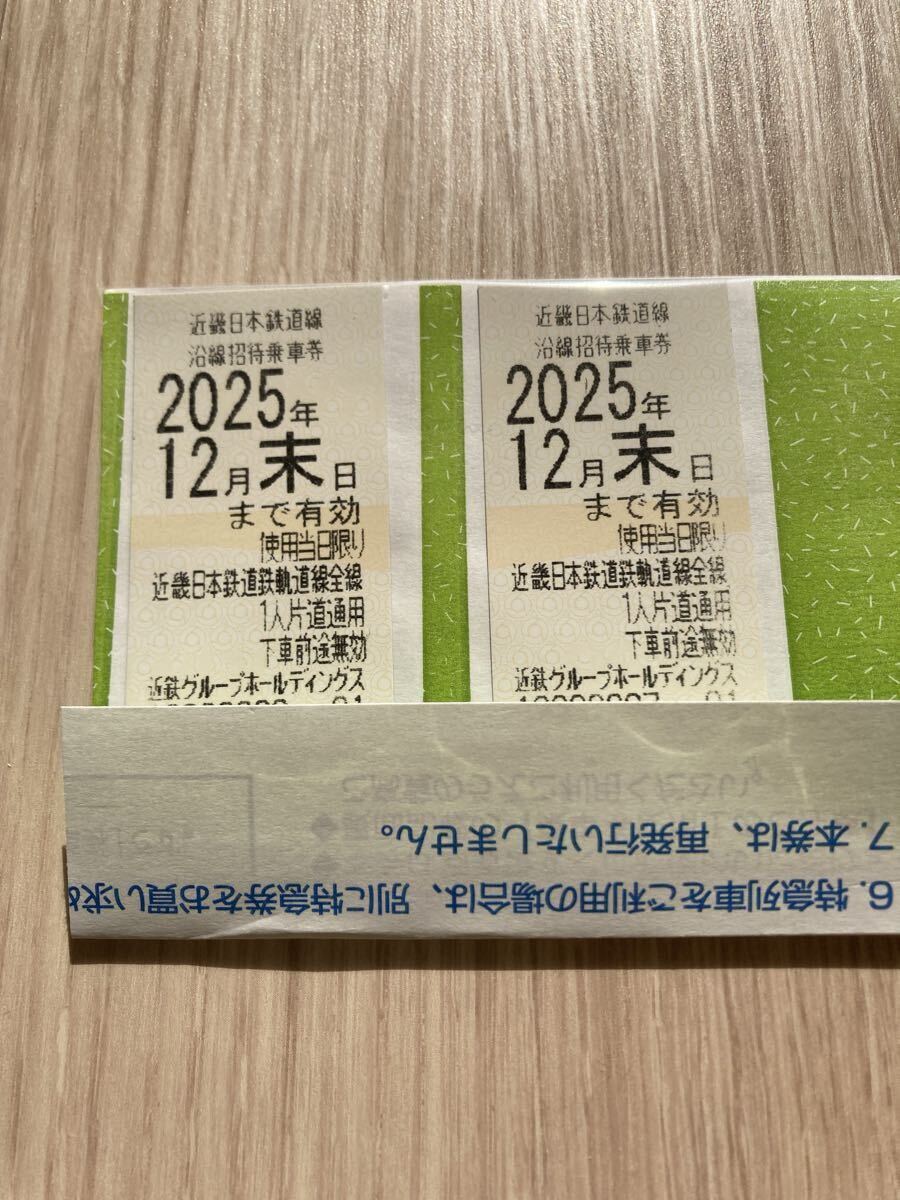 近畿日本鉄道線
沿線招待乗車券
2025年
12月末日
まで有効
使用当日限り
近畿日本鉄道鉄軌道線全線
1人片道通用
下車前途無効
近鉄グループホールディングス
近畿日本鉄道線
沿線招待乗車券
2025年
12月末日
まで有効
使用当日限り
近畿日本鉄道鉄軌道線全線
1人片道通用
下車前途無効
近鉄グループホールディングス
6. 特急列車をご利用の場合は、別に特急券をお買い求め
7. 本券は、再発行いたしません。